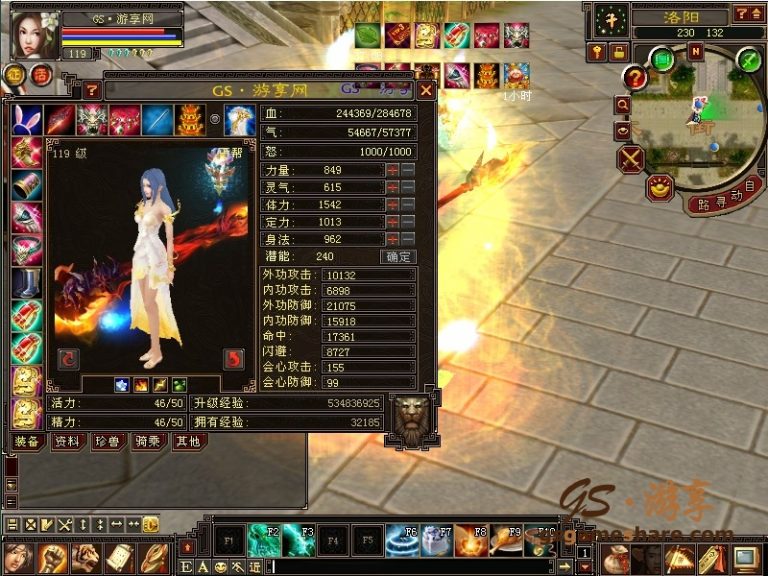 GS·游享网
119
1小时
洛阳
230 132
N
自动寻路
GS·游享网
119 级
血: 244369/284678
气: 54667/57377
怒: 1000/1000
力量: 849
灵气: 615
体力: 1542
定力: 1013
身法: 962
潜能: 240 确定
外功攻击: 10132
内功攻击: 6898
外功防御: 21075
内功防御: 15918
命中: 17361
闪避: 8727
会心攻击: 155
会心防御: 99
活力: 46/50 升级经验: 534836925
精力: 46/50 拥有经验: 32185
装备 资料 珍兽 骑乘 其他
GS·游享
F1 F2 F3 F4 F5 F6 F7 F8 F9 F10
1
E A 近